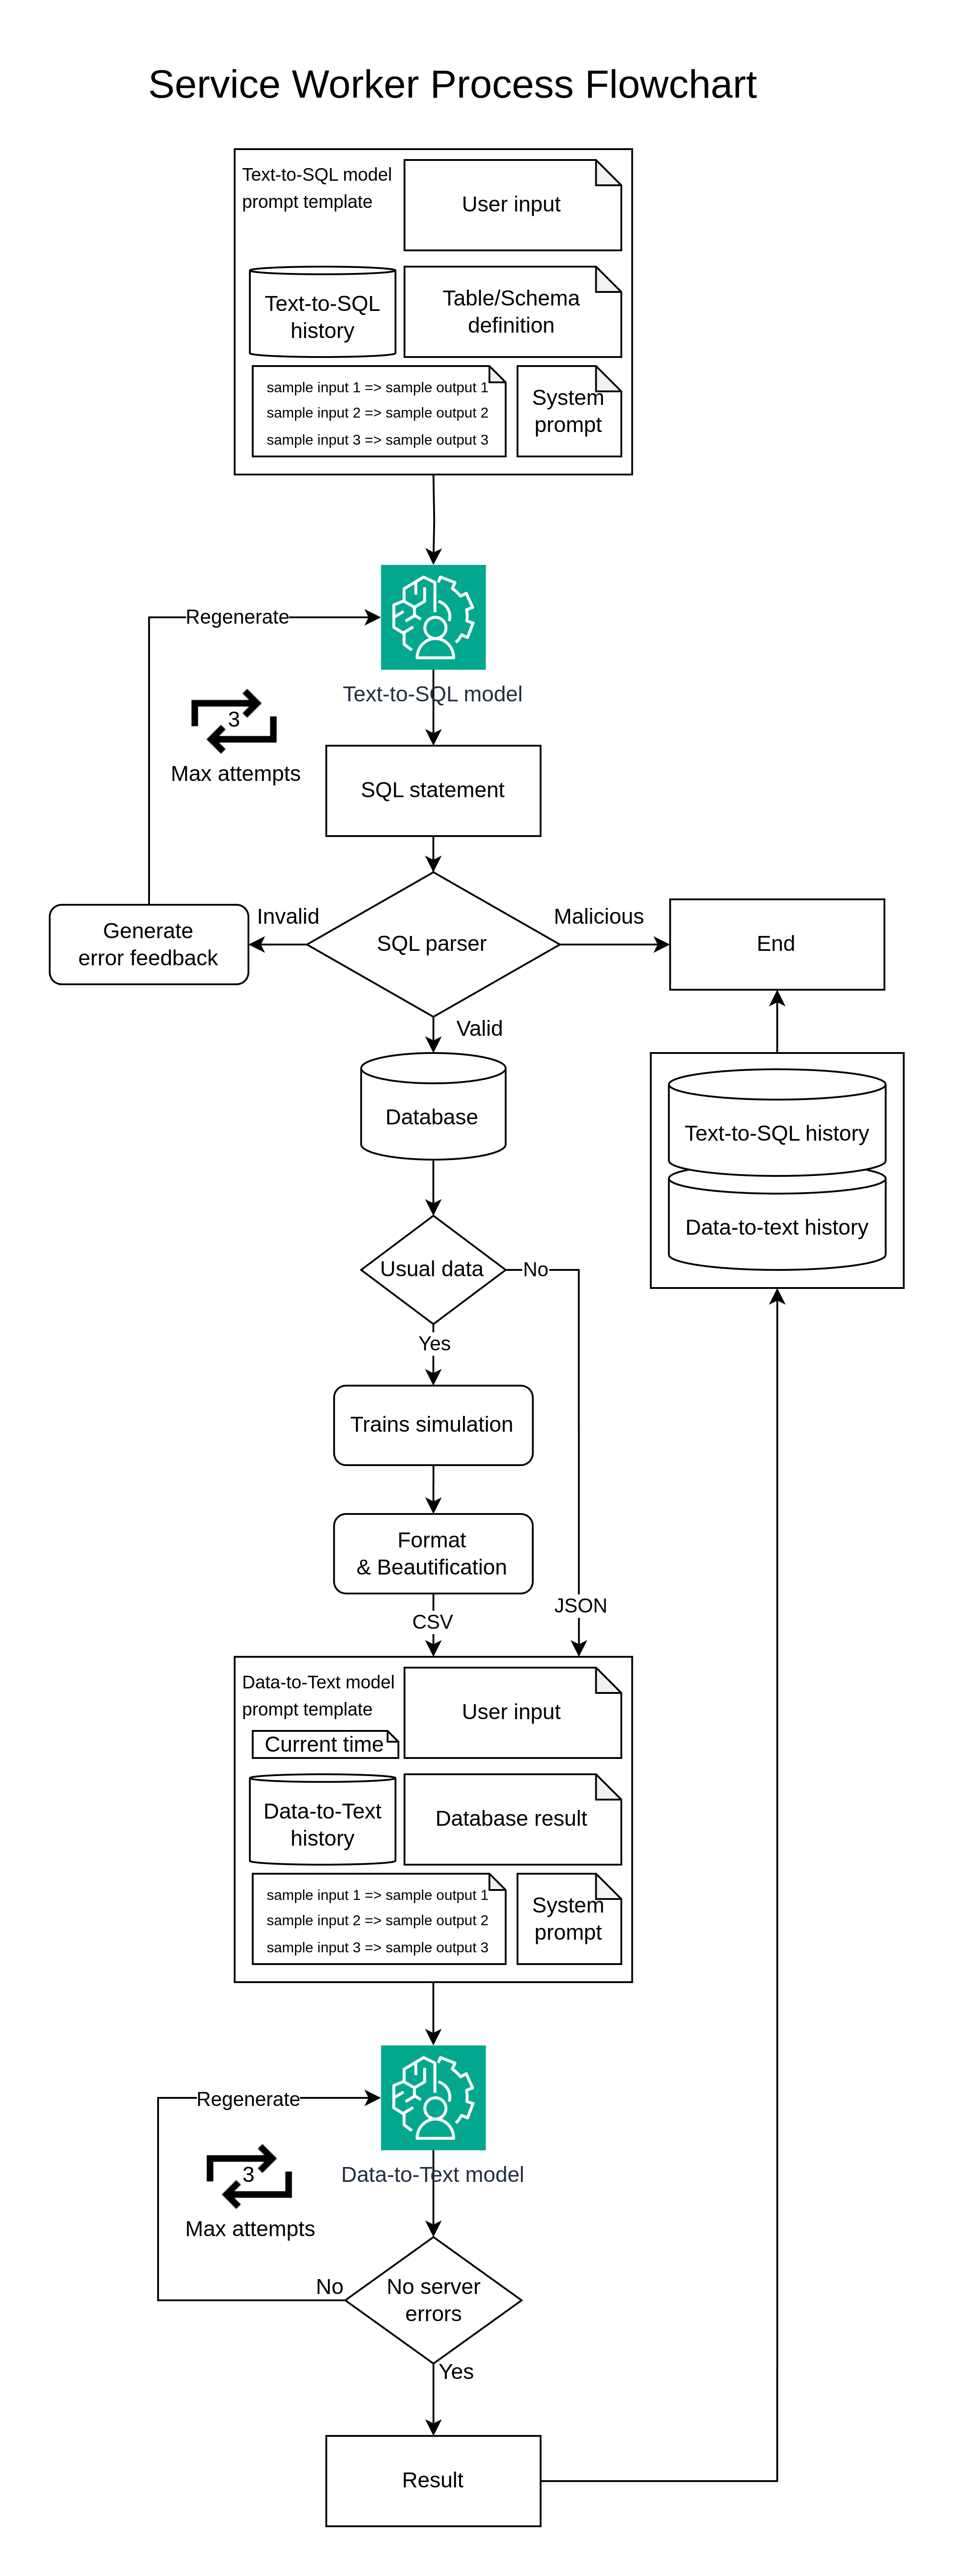 Service Worker Process Flowchart
Text-to-SQL model
prompt template
User input
Text-to-SQL
history
Table/Schema
definition
sample input 1 => sample output 1
sample input 2 => sample output 2
sample input 3 => sample output 3
System
prompt
Regenerate
Text-to-SQL model
3
Max attempts
SQL statement
Generate
error feedback
Invalid
SQL parser
Malicious
End
Valid
Database
Text-to-SQL history
Data-to-text history
Usual data
No
Yes
Trains simulation
Format
& Beautification
CSV
JSON
Data-to-Text model
prompt template
User input
Current time
Data-to-Text
history
Database result
sample input 1 => sample output 1
sample input 2 => sample output 2
sample input 3 => sample output 3
System
prompt
Regenerate
Data-to-Text model
3
Max attempts
No
No server
errors
Yes
Result